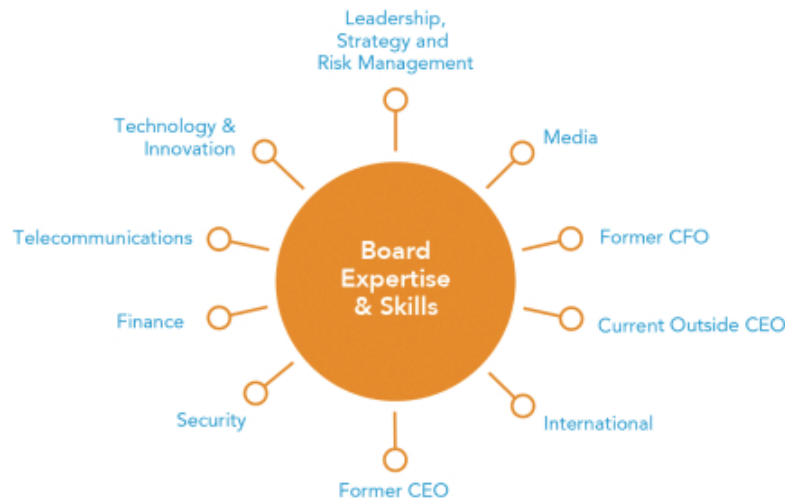 Leadership,
Strategy and
Risk Management
Technology &
Innovation
Media
Telecommunications
Former CFO
Board
Expertise
& Skills
Finance
Current Outside CEO
Security
International
Former CEO